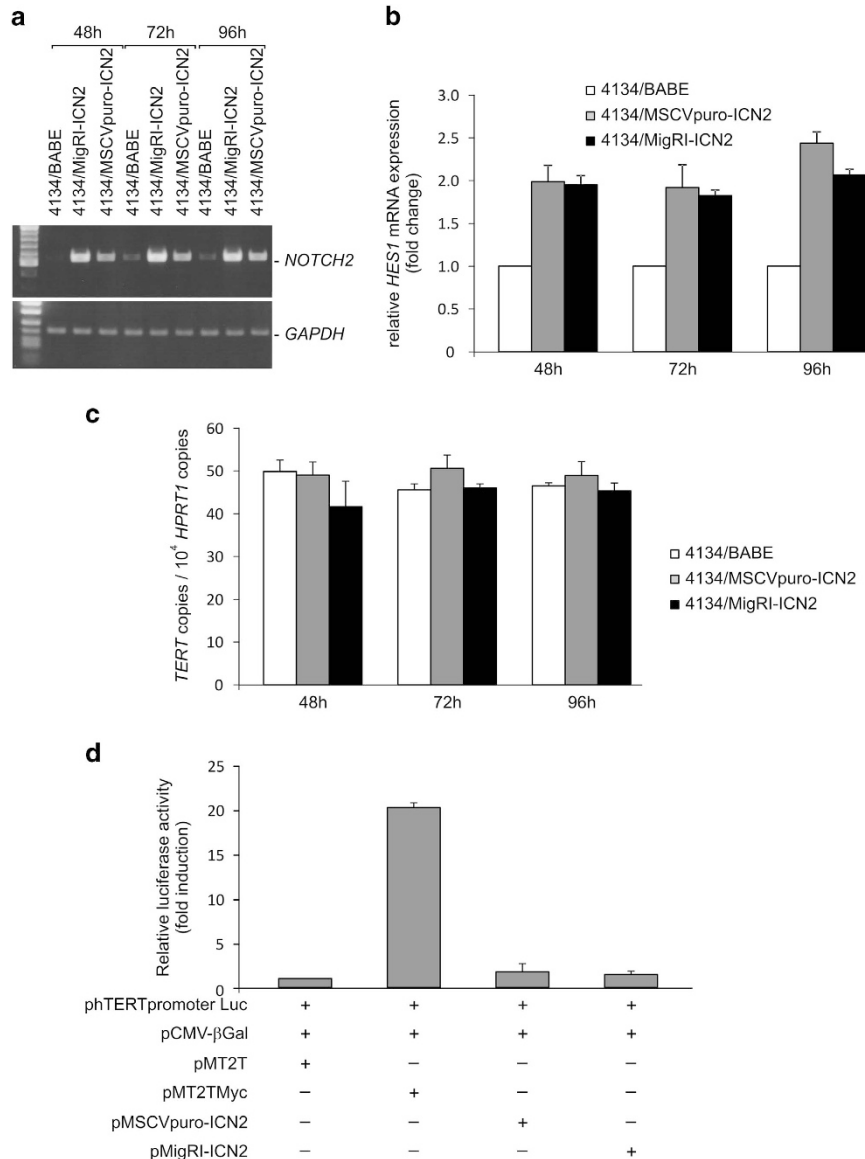 a
48h 72h 96h
4134/BABE
4134/MigRI-ICN2
4134/MSCVpuro-ICN2
4134/BABE
4134/MigRI-ICN2
4134/MSCVpuro-ICN2
4134/BABE
4134/MigRI-ICN2
4134/MSCVpuro-ICN2
- NOTCH2
- GAPDH
b
relative HES1 mRNA expression
(fold change)
3.0
2.5
2.0
1.5
1.0
0.5
0
4134/BABE
4134/MSCVpuro-ICN2
4134/MigRI-ICN2
48h 72h 96h
c
TERT copies / 10⁴ HPRT1 copies
60
50
40
30
20
10
0
48h 72h 96h
4134/BABE
4134/MSCVpuro-ICN2
4134/MigRI-ICN2
d
Relative luciferase activity
(fold induction)
25
20
15
10
5
0
phTERTpromoter Luc + + + +
pCMV-βGal + + + +
pMT2T + – – –
pMT2TMyc – + – –
pMSCVpuro-ICN2 – – + –
pMigRI-ICN2 – – – +